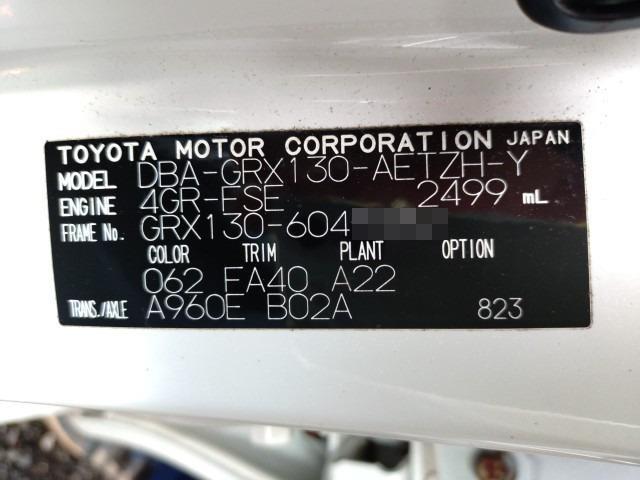 TOYOTA MOTOR CORPORATION JAPAN
MODEL DBA-GRX130-AETZH-Y
ENGINE 4GR-FSE 2499 mL
FRAME No. GRX130-604
COLOR TRIM PLANT OPTION
062 FA40 A22
TRANS./AXLE A960E B02A 823